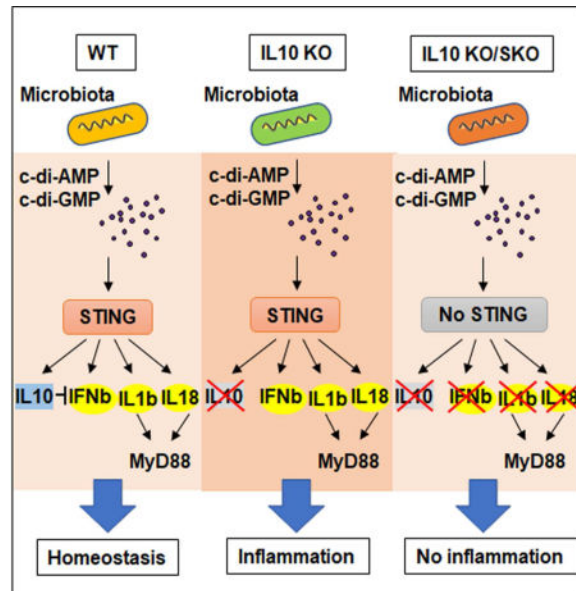 WT
Microbiota
c-di-AMP
c-di-GMP
STING
IL10 IFNb IL1b IL18
MyD88
Homeostasis
IL10 KO
Microbiota
c-di-AMP
c-di-GMP
STING
IL10 IFNb IL1b IL18
MyD88
Inflammation
IL10 KO/SKO
Microbiota
c-di-AMP
c-di-GMP
No STING
IL10 IFNb IL1b IL18
MyD88
No inflammation